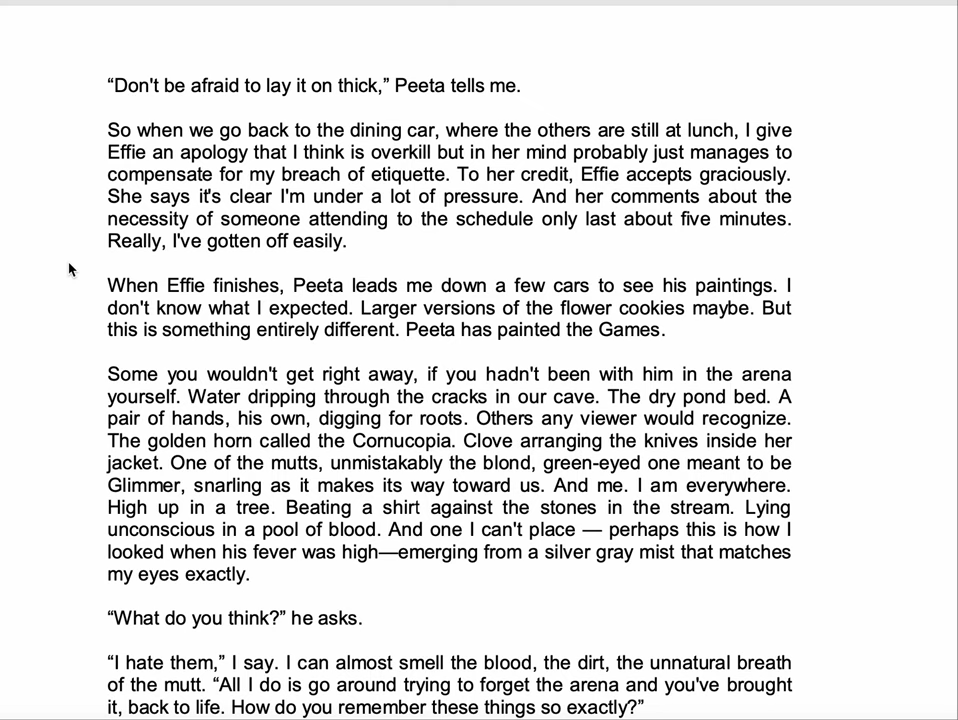 “Don't be afraid to lay it on thick,” Peeta tells me.
So when we go back to the dining car, where the others are still at lunch, I give
Effie an apology that I think is overkill but in her mind probably just manages to
compensate for my breach of etiquette. To her credit, Effie accepts graciously.
She says it's clear I'm under a lot of pressure. And her comments about the
necessity of someone attending to the schedule only last about five minutes.
Really, I've gotten off easily.
When Effie finishes, Peeta leads me down a few cars to see his paintings. I
don't know what I expected. Larger versions of the flower cookies maybe. But
this is something entirely different. Peeta has painted the Games.
Some you wouldn't get right away, if you hadn't been with him in the arena
yourself. Water dripping through the cracks in our cave. The dry pond bed. A
pair of hands, his own, digging for roots. Others any viewer would recognize.
The golden horn called the Cornucopia. Clove arranging the knives inside her
jacket. One of the mutts, unmistakably the blond, green-eyed one meant to be
Glimmer, snarling as it makes its way toward us. And me. I am everywhere.
High up in a tree. Beating a shirt against the stones in the stream. Lying
unconscious in a pool of blood. And one I can't place — perhaps this is how I
looked when his fever was high—emerging from a silver gray mist that matches
my eyes exactly.
“What do you think?” he asks.
“I hate them,” I say. I can almost smell the blood, the dirt, the unnatural breath
of the mutt. “All I do is go around trying to forget the arena and you've brought
it, back to life. How do you remember these things so exactly?”